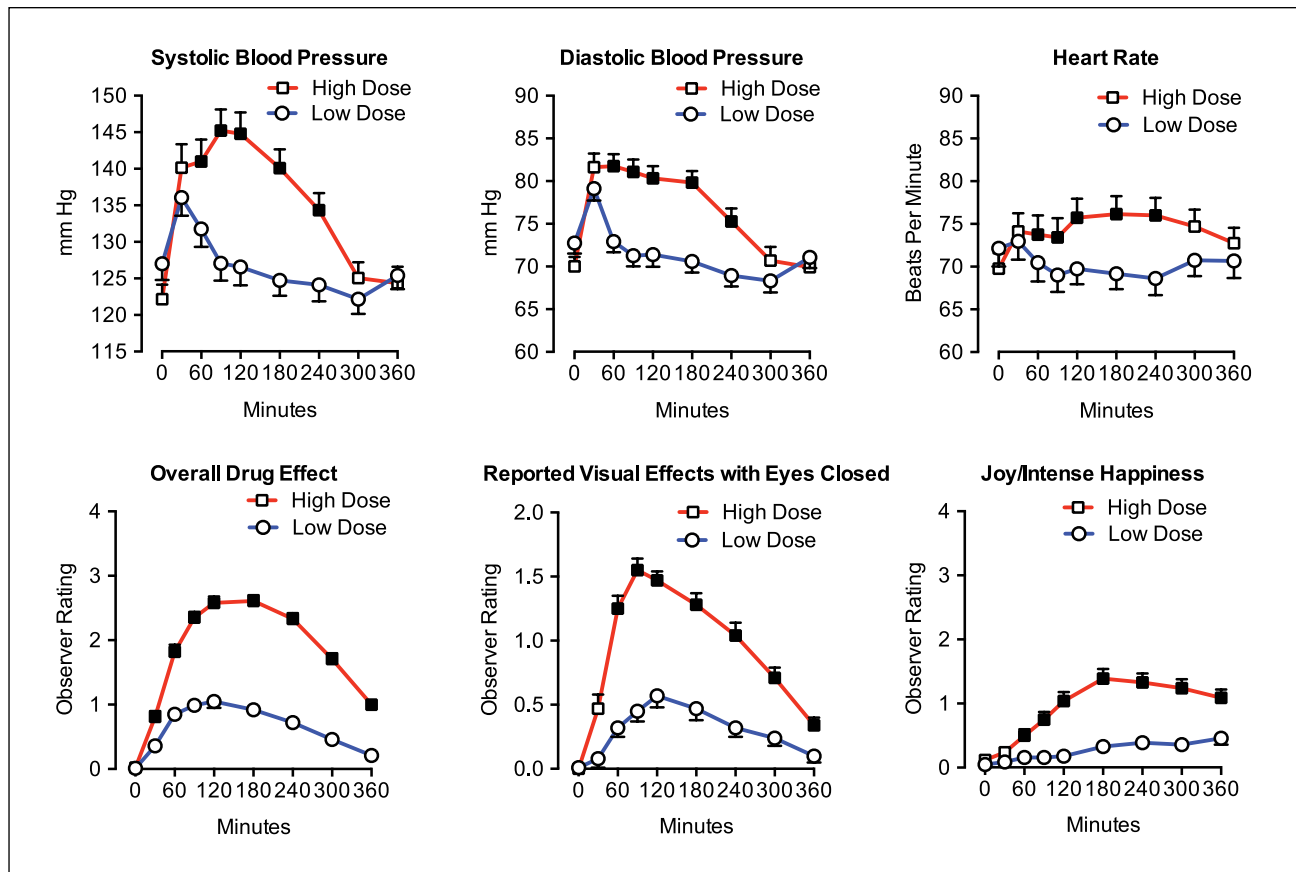 Systolic Blood Pressure
High Dose
Low Dose
150
145
140
135
130
125
120
115
mm Hg
0 60 120 180 240 300 360
Minutes
Diastolic Blood Pressure
High Dose
Low Dose
90
85
80
75
70
65
60
mm Hg
0 60 120 180 240 300 360
Minutes
Heart Rate
High Dose
Low Dose
90
85
80
75
70
65
60
Beats Per Minute
0 60 120 180 240 300 360
Minutes
Overall Drug Effect
High Dose
Low Dose
4
3
2
1
0
Observer Rating
0 60 120 180 240 300 360
Minutes
Reported Visual Effects with Eyes Closed
High Dose
Low Dose
2.0
1.5
1.0
0.5
0.0
Observer Rating
0 60 120 180 240 300 360
Minutes
Joy/Intense Happiness
High Dose
Low Dose
4
3
2
1
0
Observer Rating
0 60 120 180 240 300 360
Minutes